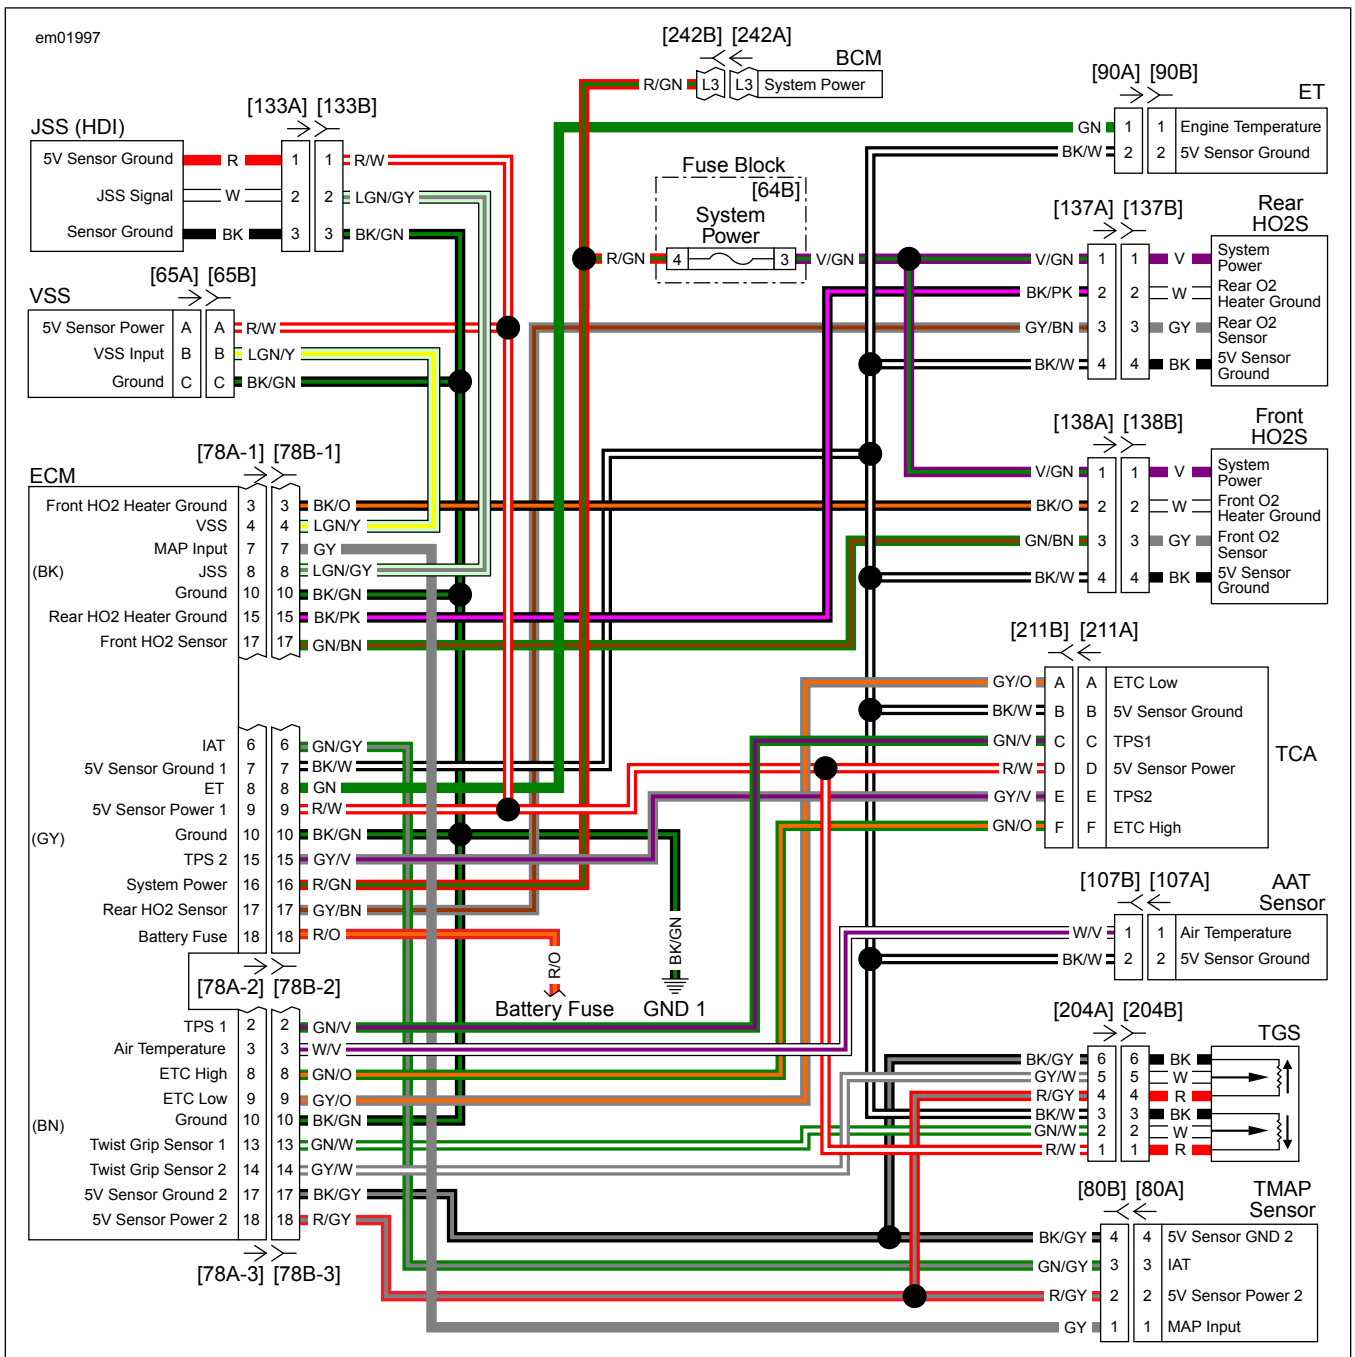 em01997
[242B] [242A]
BCM
R/GN L3 L3 System Power
[90A] [90B]
ET
GN 1 1 Engine Temperature
BK/W 2 2 5V Sensor Ground
[133A] [133B]
JSS (HDI)
5V Sensor Ground R 1 1 R/W
JSS Signal W 2 2 LGN/GY
Sensor Ground BK 3 3 BK/GN
Fuse Block
[64B]
System
Power
R/GN 4 3 V/GN
[137A] [137B]
Rear
HO2S
V/GN 1 1 V System
Power
BK/PK 2 2 W Rear O2
Heater Ground
GY/BN 3 3 GY Rear O2
Sensor
BK/W 4 4 BK 5V Sensor
Ground
[65A] [65B]
VSS
5V Sensor Power A A R/W
VSS Input B B LGN/Y
Ground C C BK/GN
[138A] [138B]
Front
HO2S
V/GN 1 1 V System
Power
BK/O 2 2 W Front O2
Heater Ground
GN/BN 3 3 GY Front O2
Sensor
BK/W 4 4 BK 5V Sensor
Ground
[78A-1] [78B-1]
ECM
Front HO2 Heater Ground 3 3 BK/O
VSS 4 4 LGN/Y
MAP Input 7 7 GY
(BK)
JSS 8 8 LGN/GY
Ground 10 10 BK/GN
Rear HO2 Heater Ground 15 15 BK/PK
Front HO2 Sensor 17 17 GN/BN
[211B] [211A]
TCA
GY/O A A ETC Low
BK/W B B 5V Sensor Ground
GN/V C C TPS1
R/W D D 5V Sensor Power
GY/V E E TPS2
GN/O F F ETC High
IAT 6 6 GN/GY
5V Sensor Ground 1 7 7 BK/W
ET 8 8 GN
5V Sensor Power 1 9 9 R/W
(GY)
Ground 10 10 BK/GN
TPS 2 15 15 GY/V
System Power 16 16 R/GN
Rear HO2 Sensor 17 17 GY/BN
Battery Fuse 18 18 R/O
[78A-2] [78B-2]
R/O
Battery Fuse
BK/GN
GND 1
[107B] [107A]
AAT
Sensor
W/V 1 1 Air Temperature
BK/W 2 2 5V Sensor Ground
TPS 1 2 2 GN/V
Air Temperature 3 3 W/V
ETC High 8 8 GN/O
ETC Low 9 9 GY/O
Ground 10 10 BK/GN
(BN)
Twist Grip Sensor 1 13 13 GN/W
Twist Grip Sensor 2 14 14 GY/W
5V Sensor Ground 2 17 17 BK/GY
5V Sensor Power 2 18 18 R/GY
[78A-3] [78B-3]
[204A] [204B]
TGS
BK/GY 6 6 BK
GY/W 5 5 W
R/GY 4 4 R
BK/W 3 3 BK
GN/W 2 2 W
R/W 1 1 R
[80B] [80A]
TMAP
Sensor
BK/GY 4 4 5V Sensor GND 2
GN/GY 3 3 IAT
R/GY 2 2 5V Sensor Power 2
GY 1 1 MAP Input